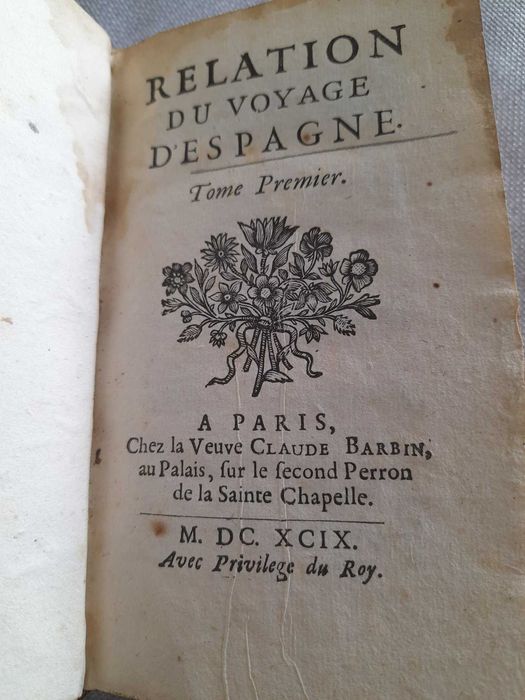 RELATION
DU VOYAGE
D'ESPAGNE.
Tome Premier.
A PARIS,
Chez la Veuve CLAUDE BARBIN,
au Palais, ſur le ſecond Perron
de la Sainte Chapelle.
M. DC. XCIX.
Avec Privilege du Roy.